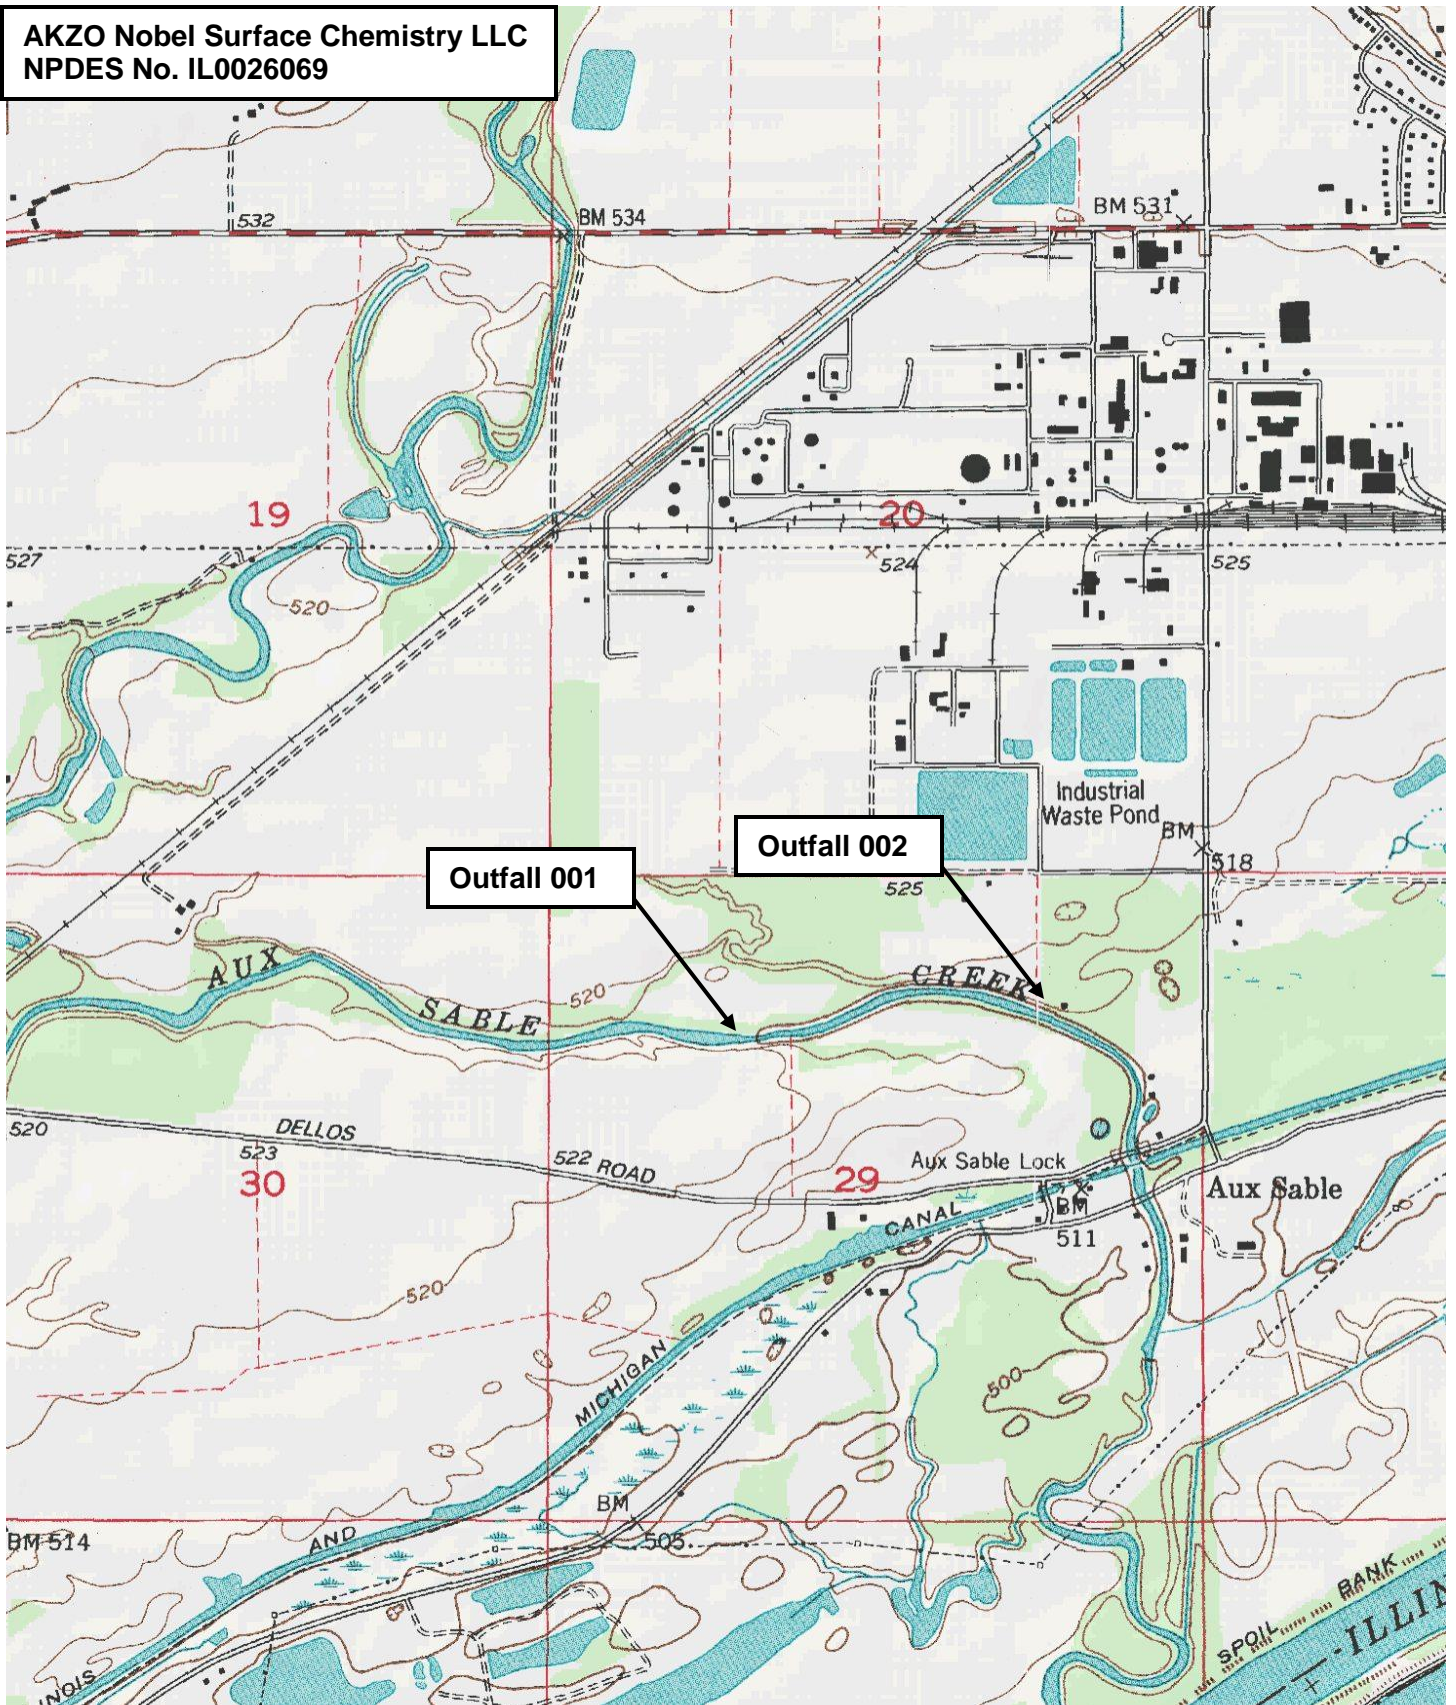 AKZO Nobel Surface Chemistry LLC
NPDES No. IL0026069
532
BM 534
BM 531
19
20
527
524
525
520
Industrial
Waste Pond
BM
518
Outfall 002
Outfall 001
525
AUX SABLE CREEK
520
520
DELLOS ROAD
523
522
30
29
Aux Sable Lock
Aux Sable
BM
511
CANAL
520
MICHIGAN
500
BM
505
AND
BM 514
BANK
SPOIL
ILLIN
INOIS